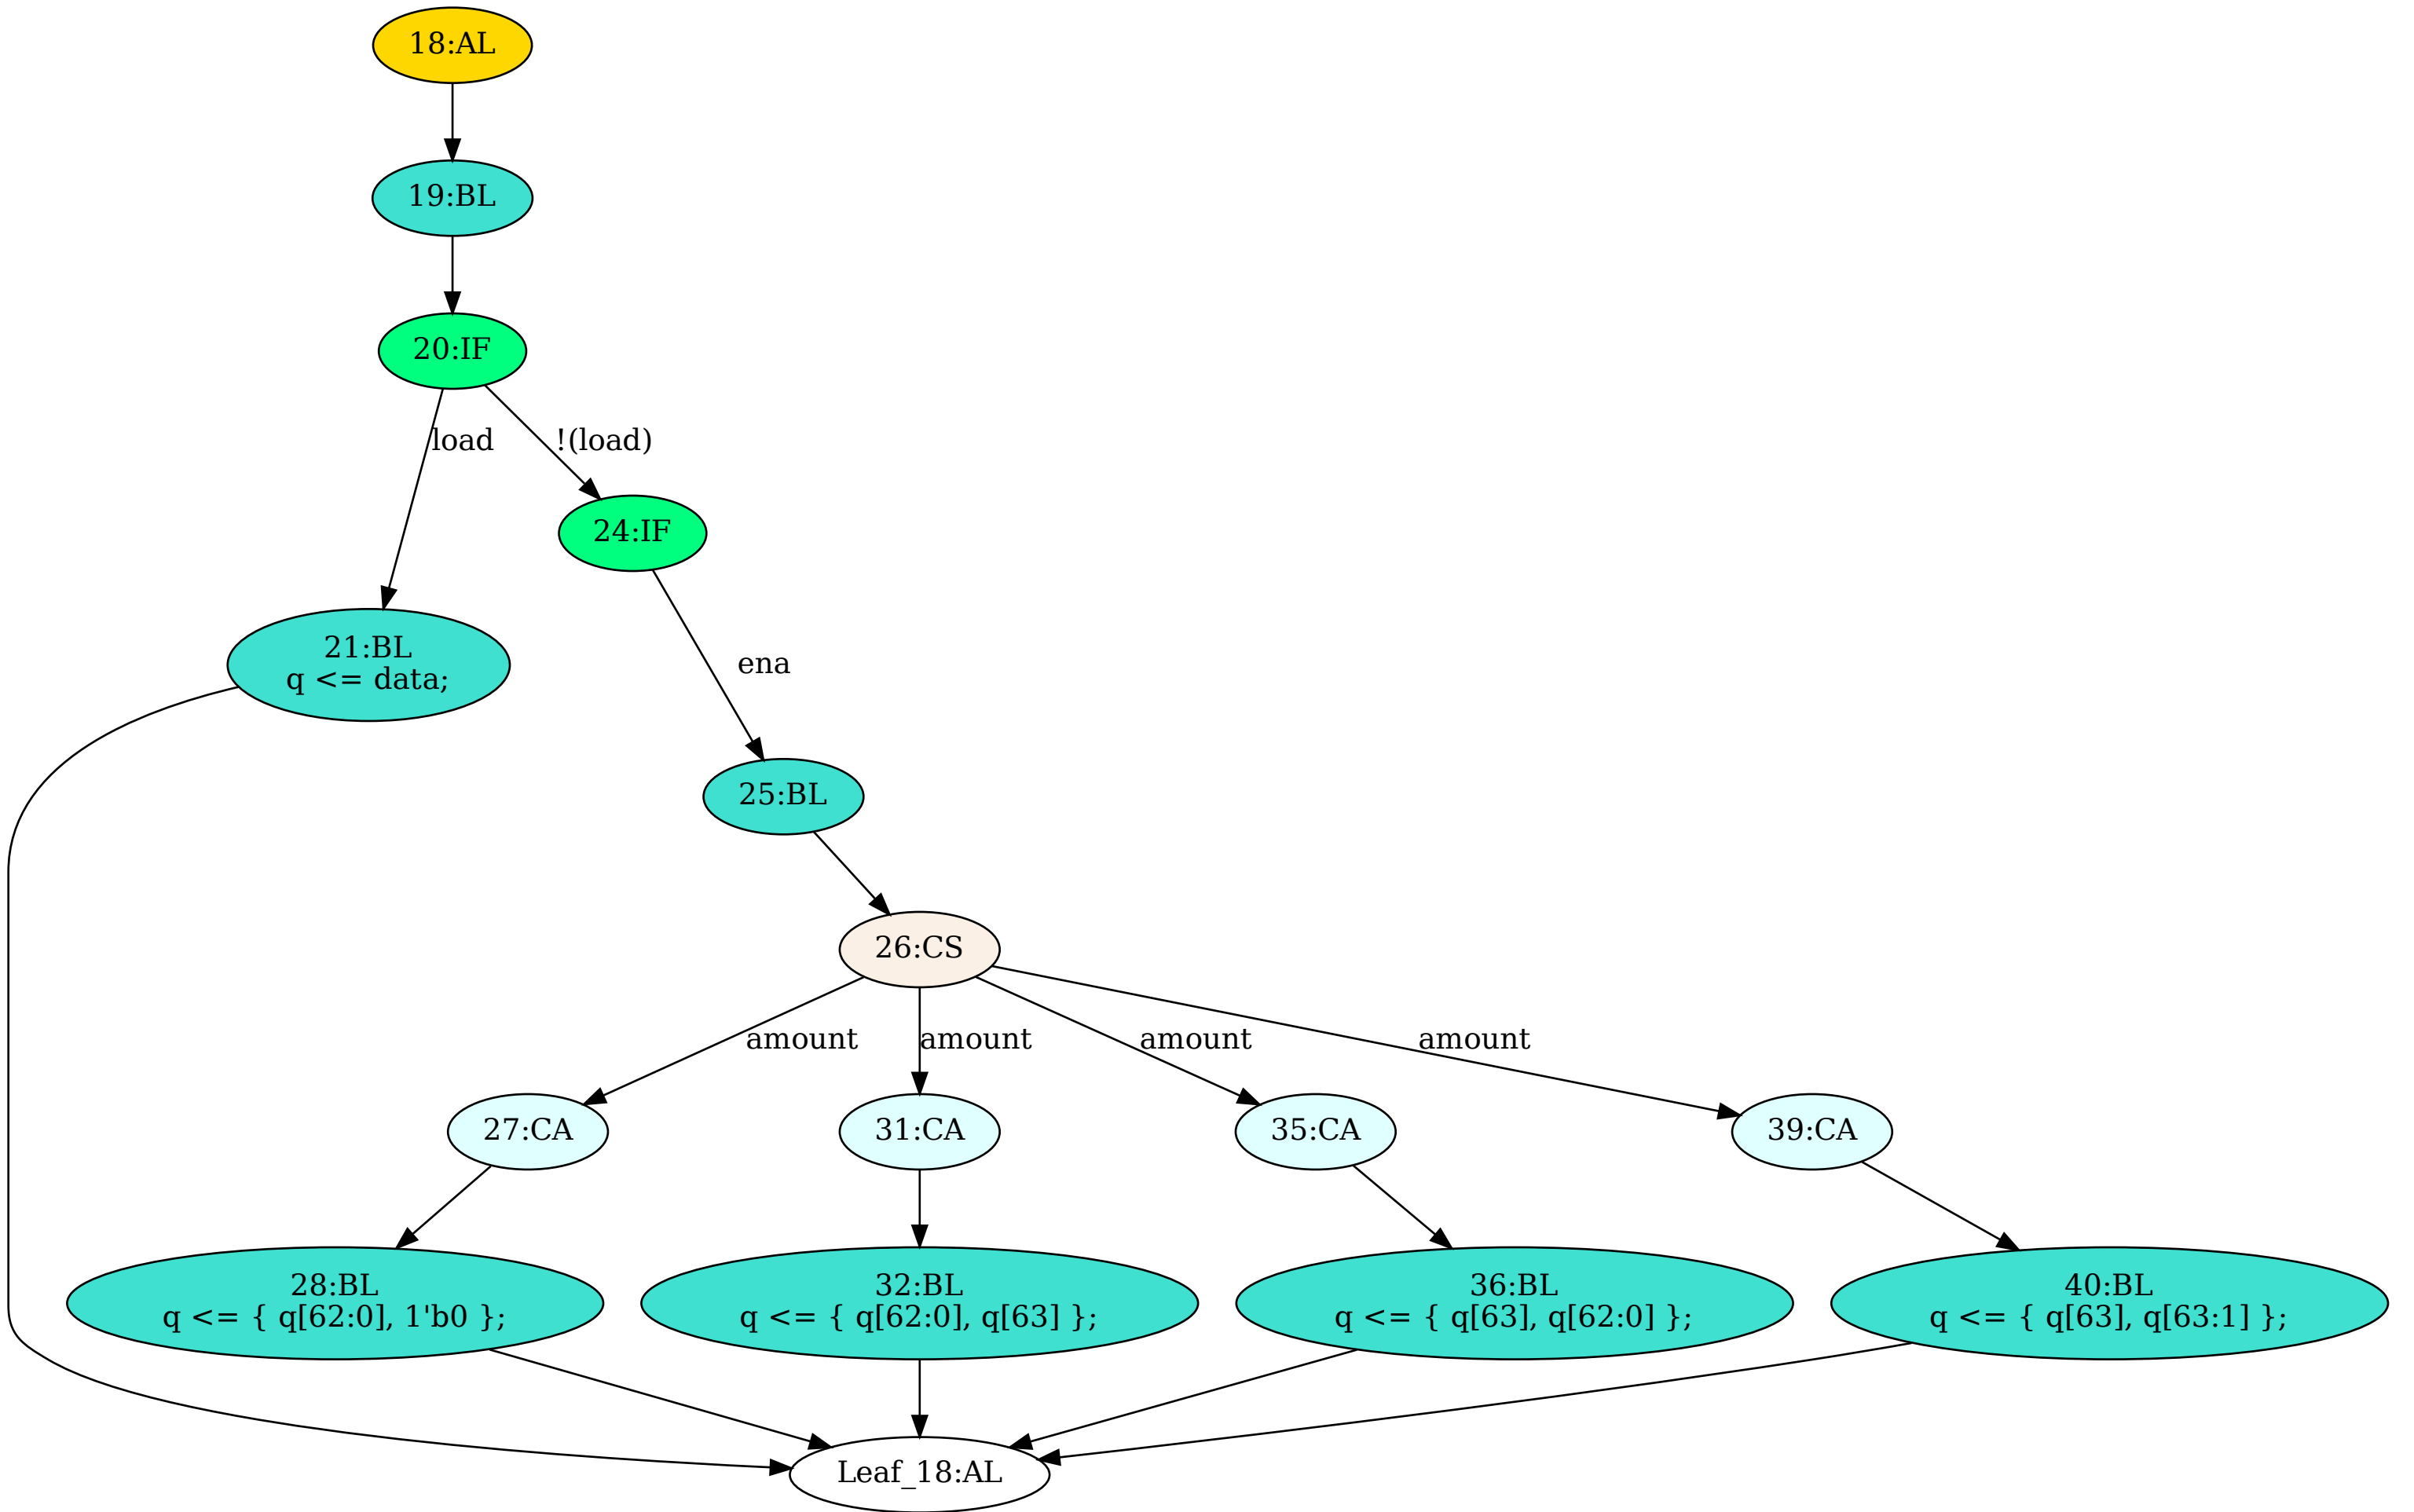 18:AL
19:BL
20:IF
load
!(load)
24:IF
21:BL
q <= data;
ena
25:BL
26:CS
amount
amount
amount
amount
27:CA
31:CA
35:CA
39:CA
28:BL
q <= { q[62:0], 1'b0 };
32:BL
q <= { q[62:0], q[63] };
36:BL
q <= { q[63], q[62:0] };
40:BL
q <= { q[63], q[63:1] };
Leaf_18:AL